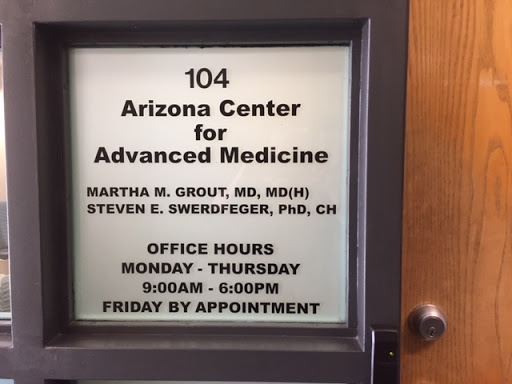 104
Arizona Center
for
Advanced Medicine
MARTHA M. GROUT, MD, MD(H)
STEVEN E. SWERDFEGER, PhD, CH
OFFICE HOURS
MONDAY - THURSDAY
9:00AM - 6:00PM
FRIDAY BY APPOINTMENT